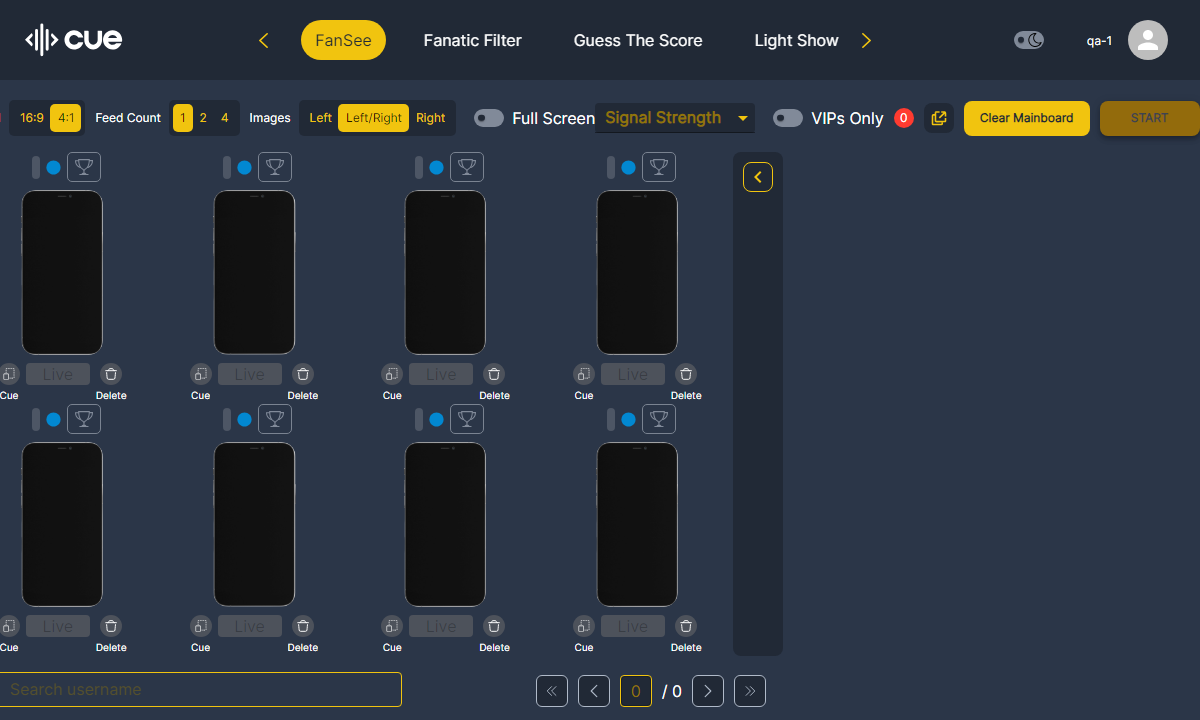 cue
FanSee Fanatic Filter Guess The Score Light Show
qa-1
16:9 4:1 Feed Count 1 2 4 Images Left Left/Right Right Full Screen Signal Strength VIPs Only 0 Clear Mainboard START
Live Live Live Live
Cue Delete Cue Delete Cue Delete Cue Delete
Live Live Live Live
Cue Delete Cue Delete Cue Delete Cue Delete
Search username 0 / 0